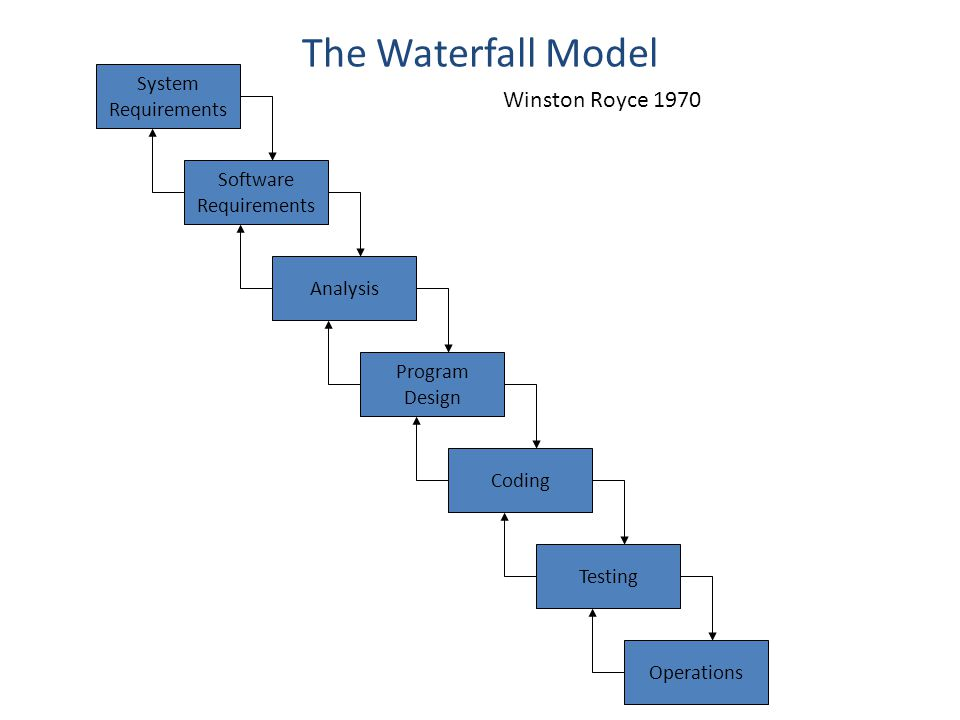 The Waterfall Model
Winston Royce 1970
System
Requirements
Software
Requirements
Analysis
Program
Design
Coding
Testing
Operations